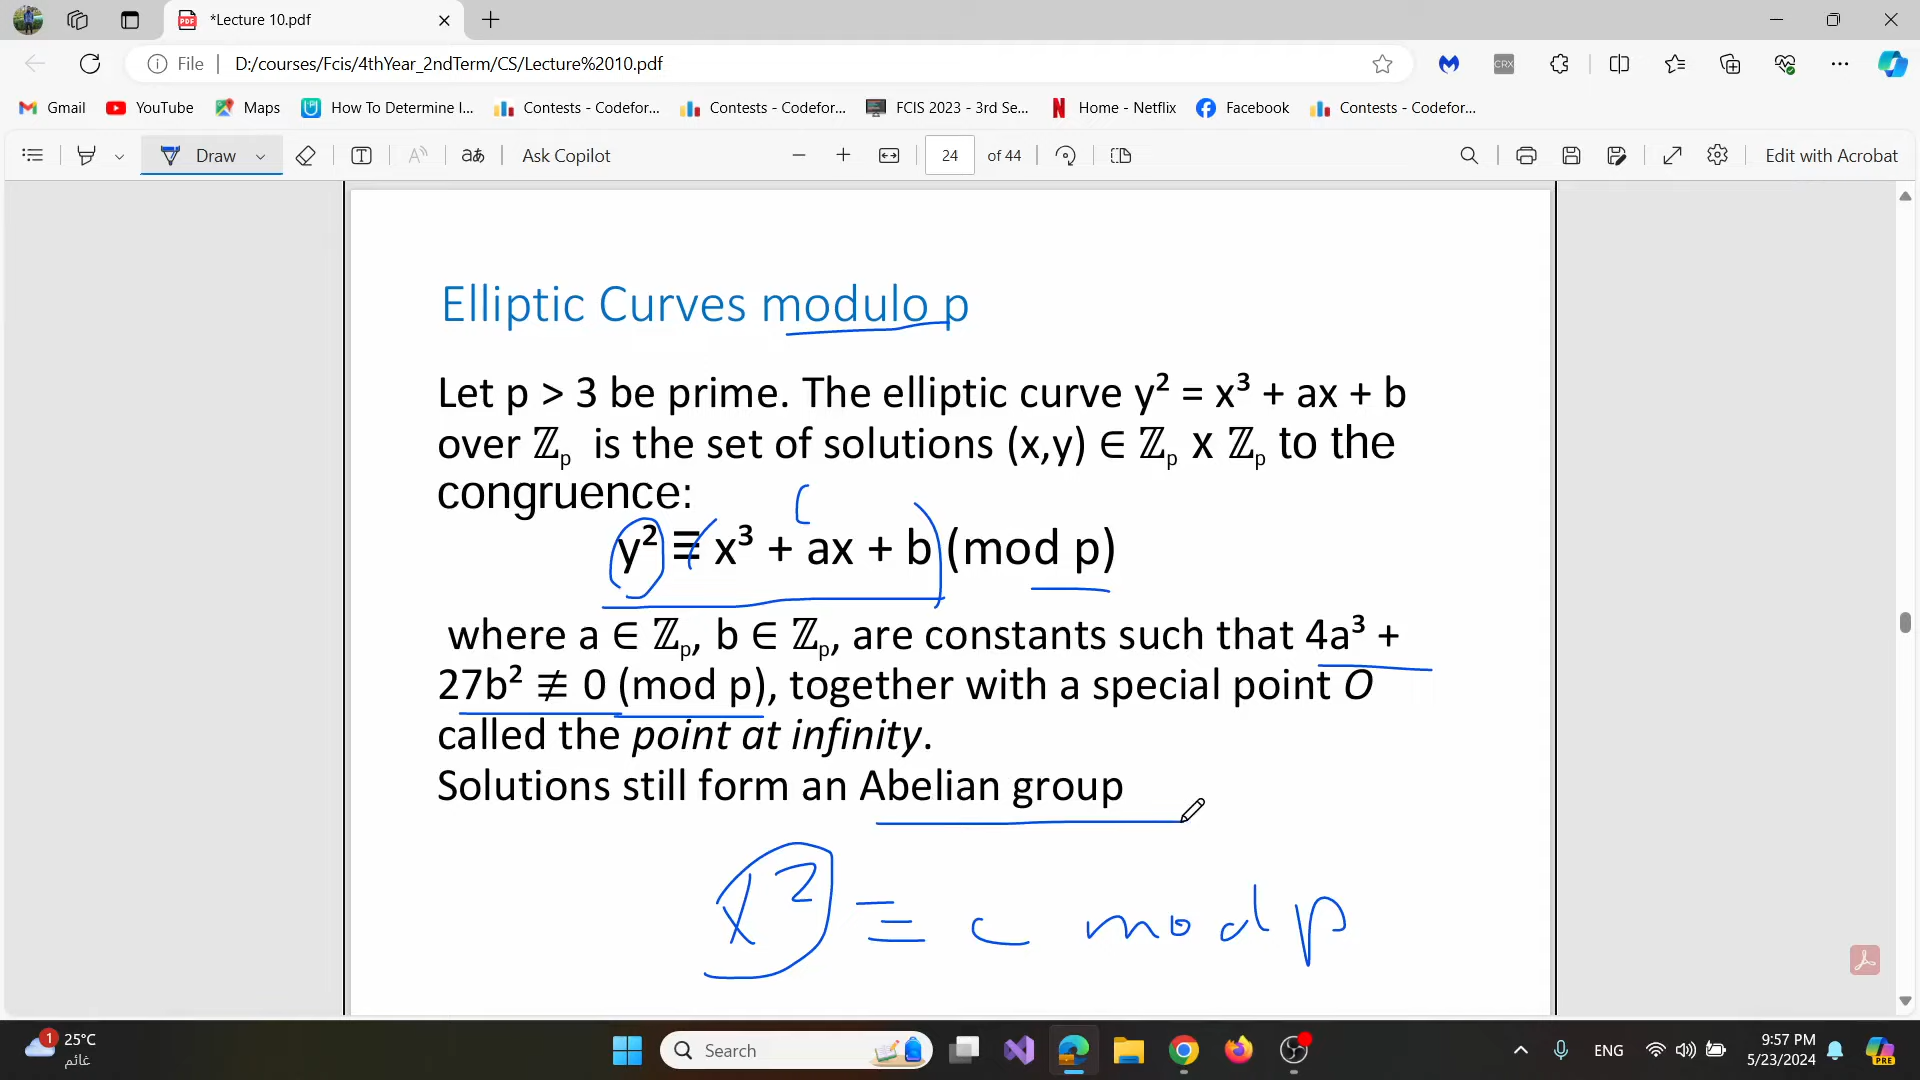 *Lecture 10.pdf
File D:/courses/Fcis/4thYear_2ndTerm/CS/Lecture%2010.pdf
CRX
Gmail YouTube Maps How To Determine I... Contests - Codefor... Contests - Codefor... FCIS 2023 - 3rd Se... Home - Netflix Facebook Contests - Codefor...
Draw Ask Copilot 24 of 44 Edit with Acrobat
Elliptic Curves modulo p
Let p > 3 be prime. The elliptic curve y² = x³ + ax + b
over ℤp is the set of solutions (x,y) ∈ ℤp x ℤp to the
congruence:
y² ≡ x³ + ax + b (mod p)
where a ∈ ℤp, b ∈ ℤp, are constants such that 4a³ +
27b² ≢ 0 (mod p), together with a special point O
called the point at infinity.
Solutions still form an Abelian group
x² ≡ c mod p
1 25°C
غائم
Search
ENG
9:57 PM
5/23/2024
PRE